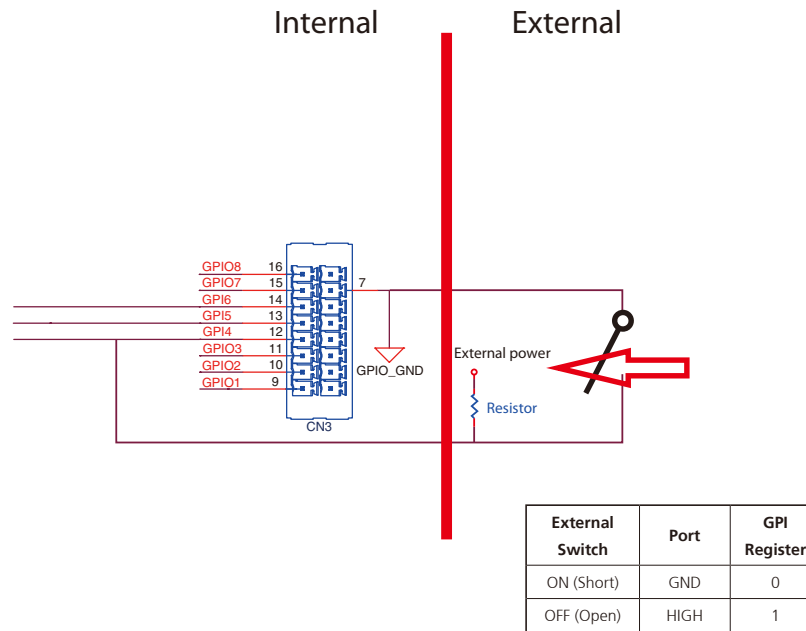 Internal
External
GPIO8 16
GPIO7 15
7
GPI6 14
GPI5 13
GPI4 12
GPIO3 11
GPIO2 10
GPIO1 9
GPIO_GND
CN3
External power
Resistor
External Switch Port GPI Register
ON (Short) GND 0
OFF (Open) HIGH 1